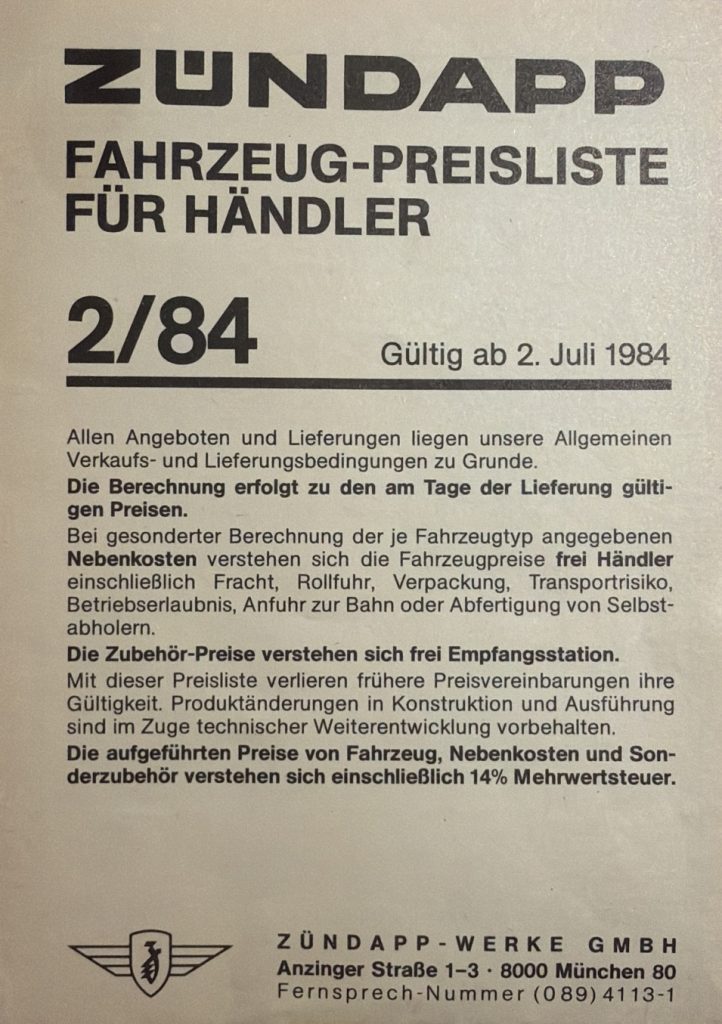 ZÜNDAPP
FAHRZEUG-PREISLISTE
FÜR HÄNDLER
2/84
Gültig ab 2. Juli 1984
Allen Angeboten und Lieferungen liegen unsere Allgemeinen
Verkaufs- und Lieferungsbedingungen zu Grunde.
Die Berechnung erfolgt zu den am Tage der Lieferung gülti-
gen Preisen.
Bei gesonderter Berechnung der je Fahrzeugtyp angegebenen
Nebenkosten verstehen sich die Fahrzeugpreise frei Händler
einschließlich Fracht, Rollfuhr, Verpackung, Transportrisiko,
Betriebserlaubnis, Anfuhr zur Bahn oder Abfertigung von Selbst-
abholern.
Die Zubehör-Preise verstehen sich frei Empfangsstation.
Mit dieser Preisliste verlieren frühere Preisvereinbarungen ihre
Gültigkeit. Produktänderungen in Konstruktion und Ausführung
sind im Zuge technischer Weiterentwicklung vorbehalten.
Die aufgeführten Preise von Fahrzeug, Nebenkosten und Son-
derzubehör verstehen sich einschließlich 14% Mehrwertsteuer.
ZÜNDAPP-WERKE GMBH
Anzinger Straße 1–3 · 8000 München 80
Fernsprech-Nummer (089) 4113-1